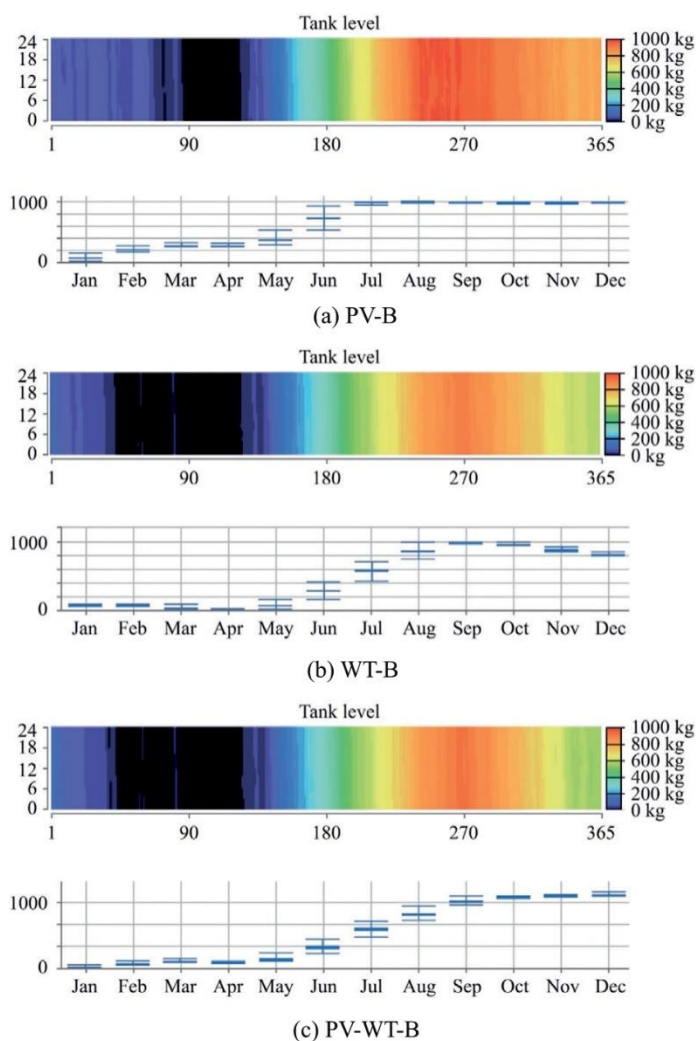 Tank level
24
18
12
6
0
1 90 180 270 365
1000 kg
800 kg
600 kg
400 kg
200 kg
0 kg
1000
0
Jan Feb Mar Apr May Jun Jul Aug Sep Oct Nov Dec
(a) PV-B
Tank level
24
18
12
6
0
1 90 180 270 365
1000 kg
800 kg
600 kg
400 kg
200 kg
0 kg
1000
0
Jan Feb Mar Apr May Jun Jul Aug Sep Oct Nov Dec
(b) WT-B
Tank level
24
18
12
6
0
1 90 180 270 365
1000 kg
800 kg
600 kg
400 kg
200 kg
0 kg
1000
0
Jan Feb Mar Apr May Jun Jul Aug Sep Oct Nov Dec
(c) PV-WT-B